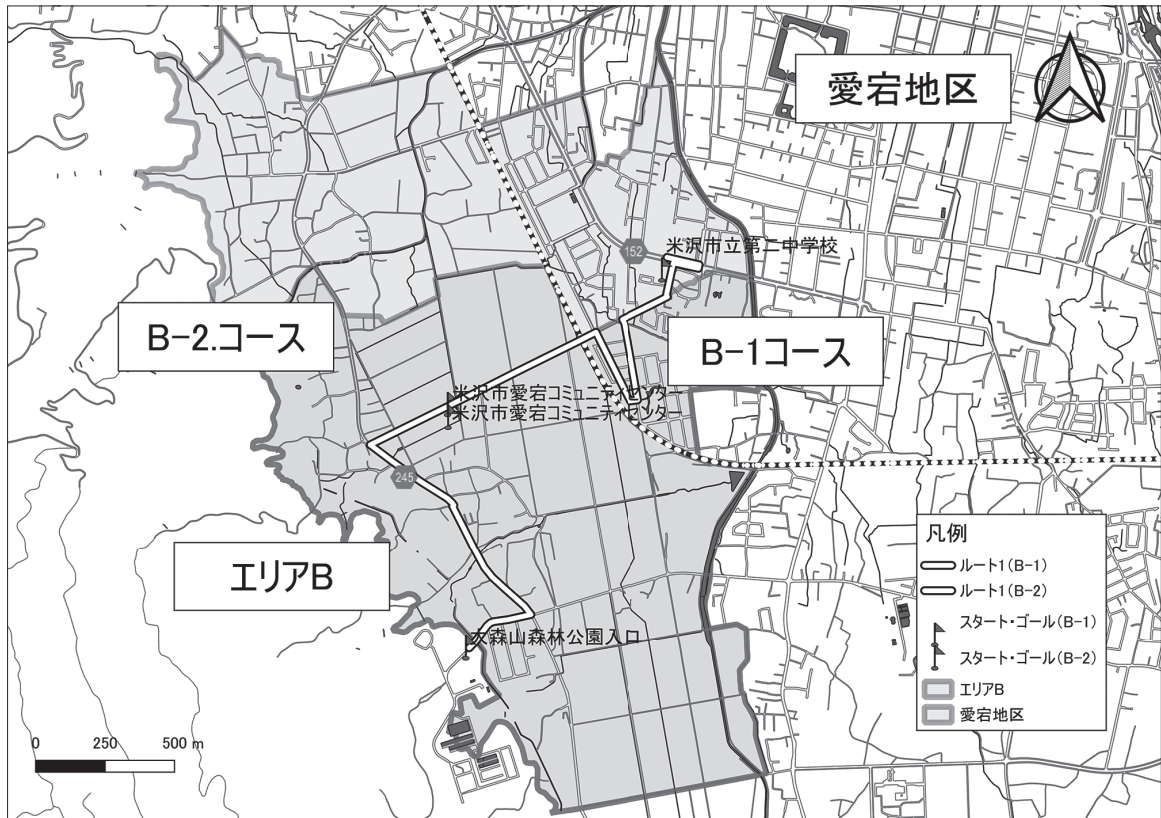 愛宕地区
152
米沢市立第二中学校
B-2.コース
B-1コース
米沢市愛宕コミュニティセンター
米沢市愛宕コミュニティセンター
245
エリアB
大森山森林公園入口
凡例
ルート1(B-1)
ルート1(B-2)
スタート・ゴール(B-1)
スタート・ゴール(B-2)
エリアB
愛宕地区
0 250 500 m